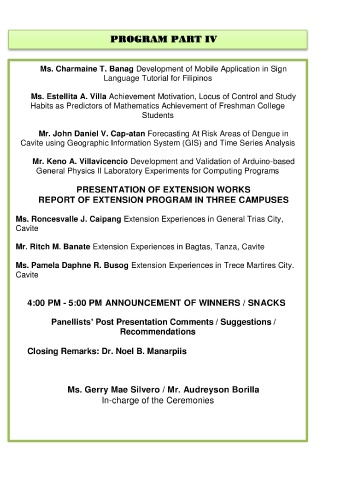 PROGRAM PART IV
Ms. Charmaine T. Banag Development of Mobile Application in Sign
Language Tutorial for Filipinos
Ms. Estellita A. Villa Achievement Motivation, Locus of Control and Study
Habits as Predictors of Mathematics Achievement of Freshman College
Students
Mr. John Daniel V. Cap-atan Forecasting At Risk Areas of Dengue in
Cavite using Geographic Information System (GIS) and Time Series Analysis
Mr. Keno A. Villavicencio Development and Validation of Arduino-based
General Physics II Laboratory Experiments for Computing Programs
PRESENTATION OF EXTENSION WORKS
REPORT OF EXTENSION PROGRAM IN THREE CAMPUSES
Ms. Roncesvalle J. Caipang Extension Experiences in General Trias City,
Cavite
Mr. Ritch M. Banate Extension Experiences in Bagtas, Tanza, Cavite
Ms. Pamela Daphne R. Busog Extension Experiences in Trece Martires City.
Cavite
4:00 PM - 5:00 PM ANNOUNCEMENT OF WINNERS / SNACKS
Panellists' Post Presentation Comments / Suggestions /
Recommendations
Closing Remarks: Dr. Noel B. Manarpiis
Ms. Gerry Mae Silvero / Mr. Audreyson Borilla
In-charge of the Ceremonies